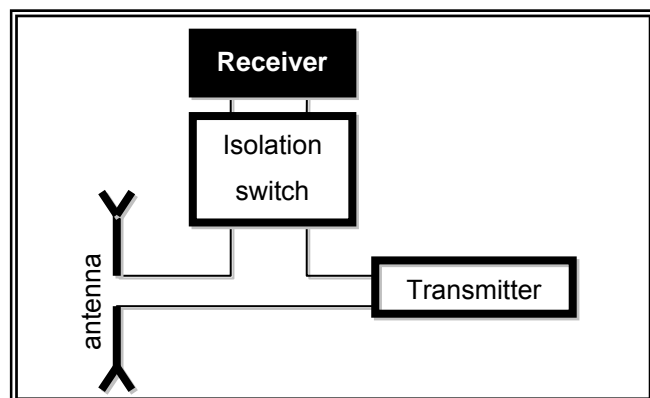 Receiver
Isolation
switch
antenna
Transmitter